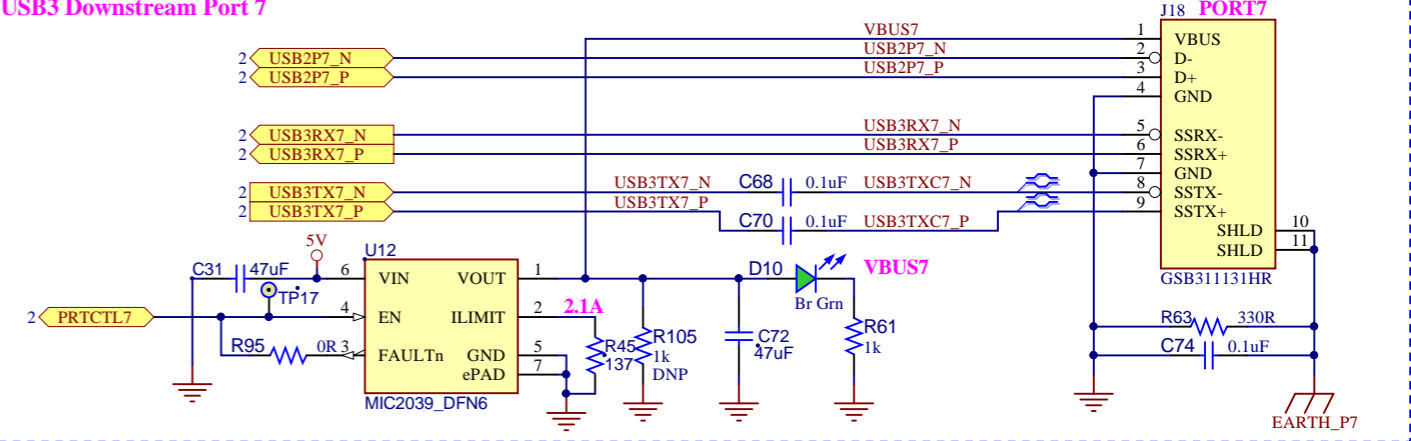 USB3 Downstream Port 7
J18 PORT7
VBUS7
1 VBUS
2 USB2P7_N
USB2P7_N
2 D-
2 USB2P7_P
USB2P7_P
3 D+
4 GND
2 USB3RX7_N
USB3RX7_N
5 SSRX-
2 USB3RX7_P
USB3RX7_P
6 SSRX+
7 GND
2 USB3TX7_N
USB3TX7_N
C68 0.1uF
USB3TXC7_N
8 SSTX-
2 USB3TX7_P
USB3TX7_P
C70 0.1uF
USB3TXC7_P
9 SSTX+
SHLD 10
SHLD 11
GSB311131HR
5V
U12
C31 47uF
6 VIN
VOUT 1
D10
VBUS7
Br Grn
TP17
2 PRTCTL7
4 EN
ILIMIT 2
2.1A
R95 0R
3 FAULTn
GND 5
ePAD 7
MIC2039_DFN6
R45
137
R105
1k
DNP
C72
47uF
R61
1k
R63 330R
C74 0.1uF
EARTH_P7